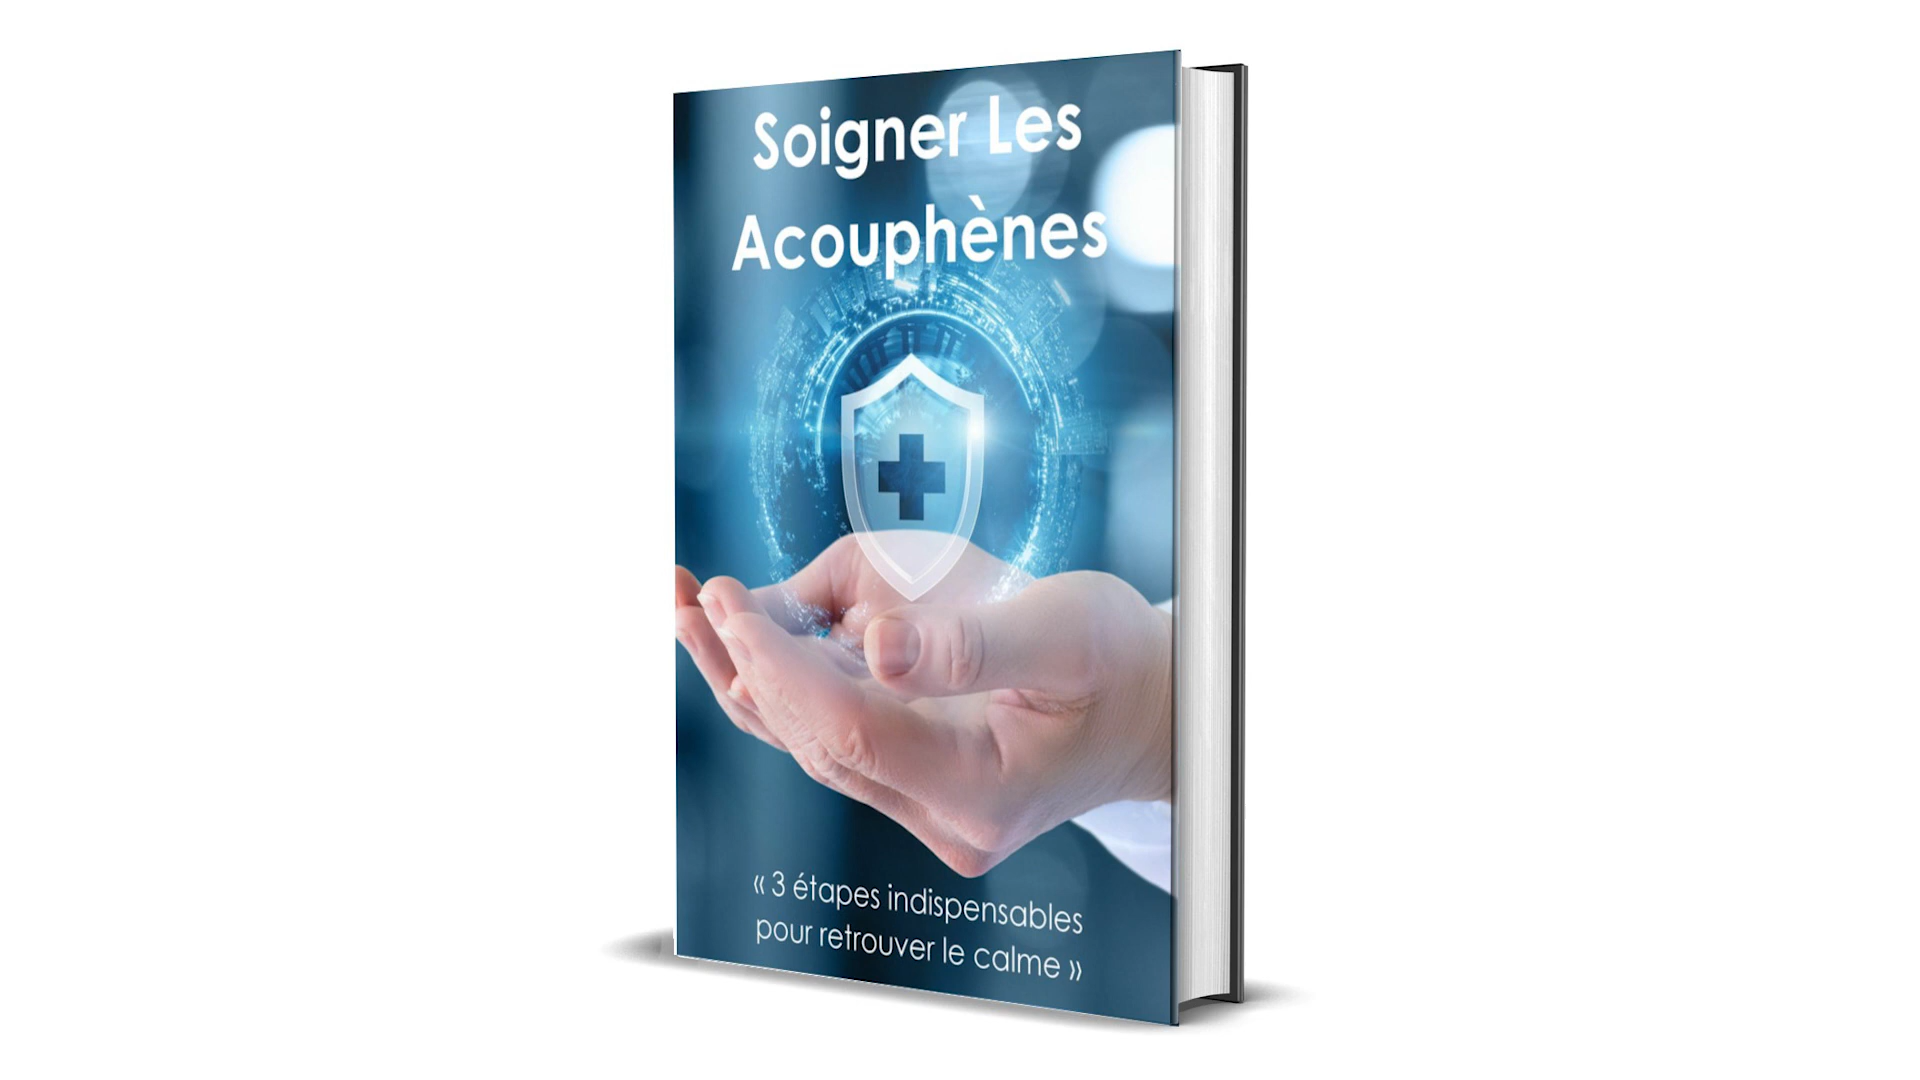 Soigner Les
Acouphènes
« 3 étapes indispensables
pour retrouver le calme »